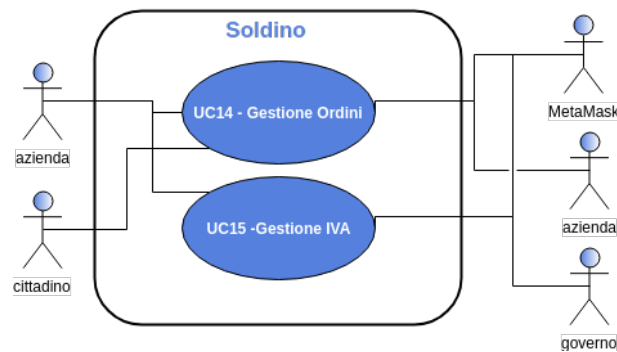 Soldino
UC14 - Gestione Ordini
UC15 -Gestione IVA
azienda
cittadino
MetaMask
azienda
governo